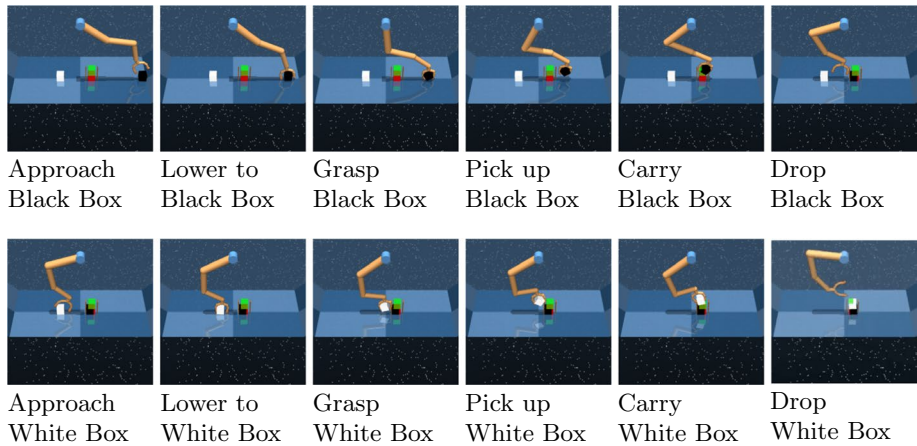 Approach
Black Box
Lower to
Black Box
Grasp
Black Box
Pick up
Black Box
Carry
Black Box
Drop
Black Box
Approach
White Box
Lower to
White Box
Grasp
White Box
Pick up
White Box
Carry
White Box
Drop
White Box